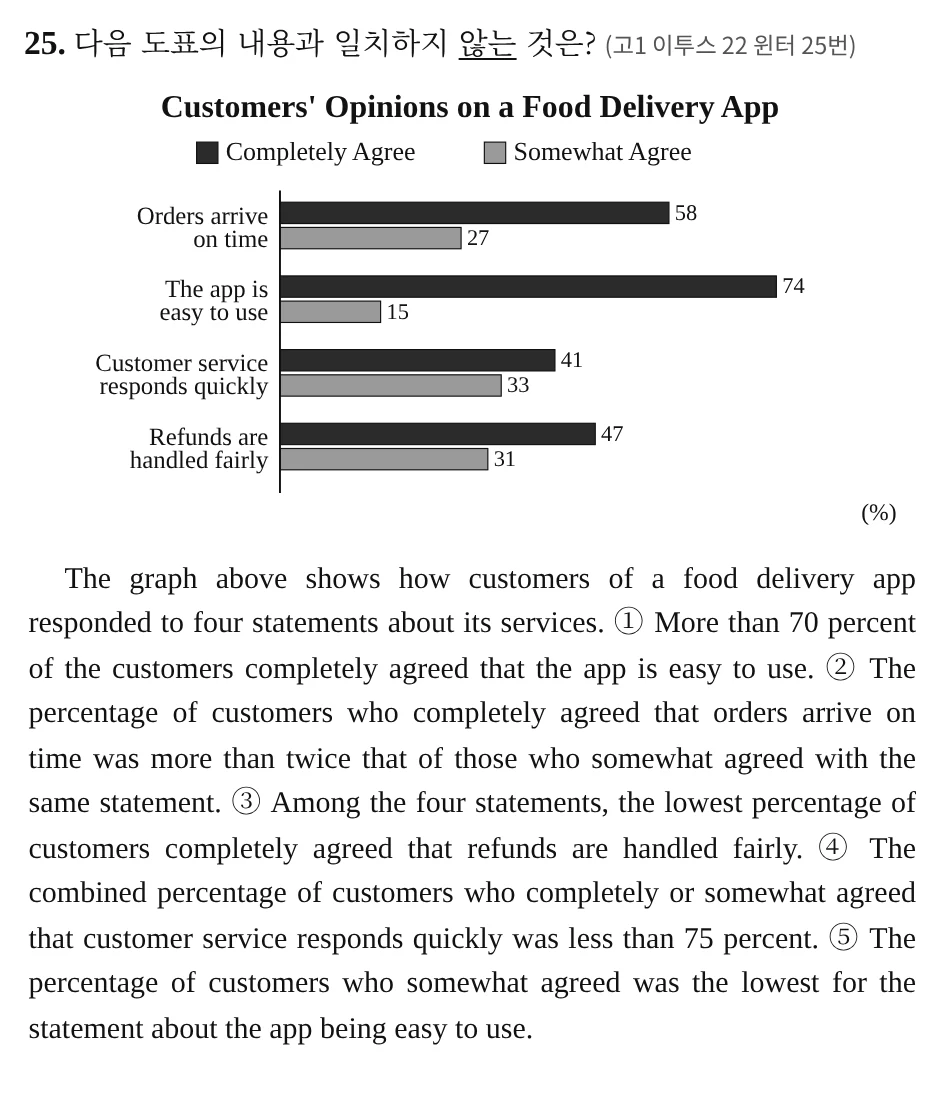 25. 다음 도표의 내용과 일치하지 않는 것은? (고1 이투스 22 윈터 25번)
Customers' Opinions on a Food Delivery App
Completely Agree Somewhat Agree
Orders arrive
on time
58
27
The app is
easy to use
74
15
Customer service
responds quickly
41
33
Refunds are
handled fairly
47
31
(%)
The graph above shows how customers of a food delivery app
responded to four statements about its services. ① More than 70 percent
of the customers completely agreed that the app is easy to use. ② The
percentage of customers who completely agreed that orders arrive on
time was more than twice that of those who somewhat agreed with the
same statement. ③ Among the four statements, the lowest percentage of
customers completely agreed that refunds are handled fairly. ④ The
combined percentage of customers who completely or somewhat agreed
that customer service responds quickly was less than 75 percent. ⑤ The
percentage of customers who somewhat agreed was the lowest for the
statement about the app being easy to use.